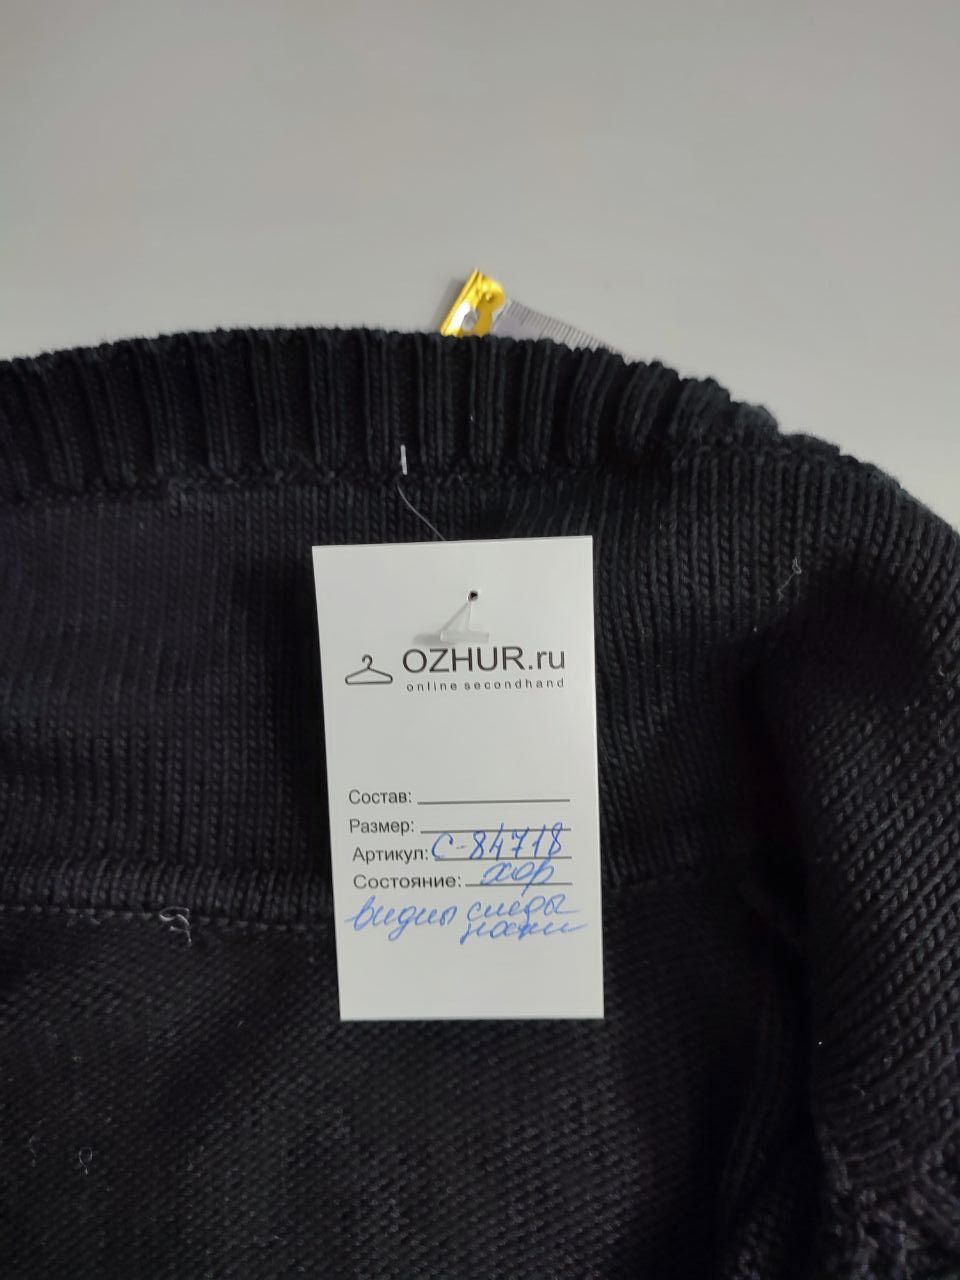 OZHUR.ru
online secondhand
Состав:
Размер:
Артикул: С-84718
Состояние: хор
видны следы
носки